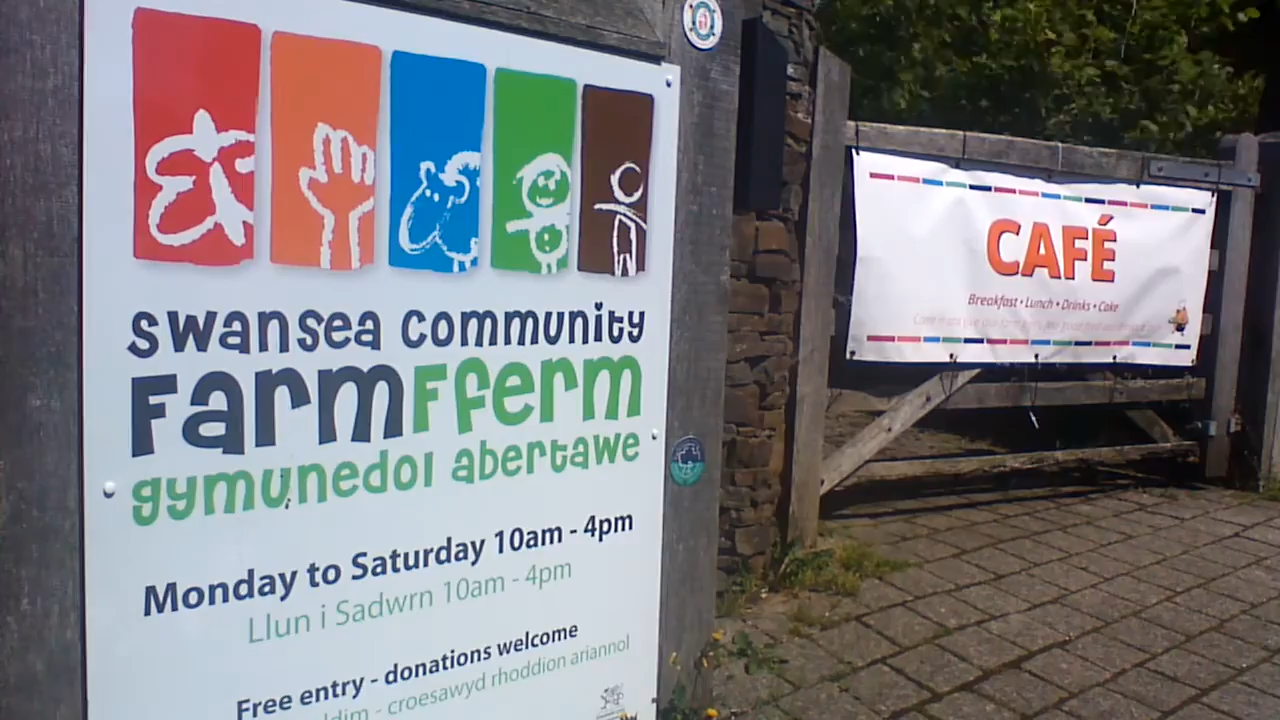 swansea community
Farm Fferm
gymunedol abertawe
Monday to Saturday 10am - 4pm
Llun i Sadwrn 10am - 4pm
Free entry - donations welcome
- croesawyd rhoddion ariannol
CAFÉ
Breakfast • Lunch • Drinks • Cake